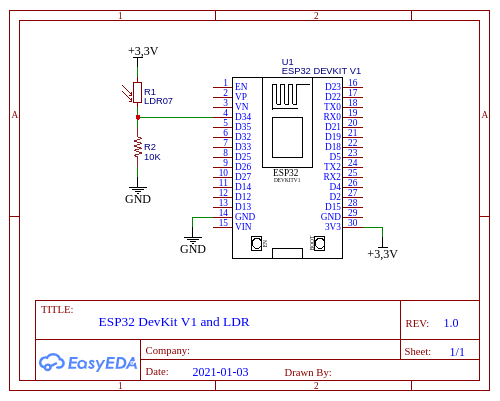 1 2
A A
+3,3V
R1
LDR07
R2
10K
GND
U1
ESP32 DEVKIT V1
1 EN
2 VP
3 VN
4 D34
5 D35
6 D32
7 D33
8 D25
9 D26
10 D27
11 D14
12 D12
13 D13
14 GND
15 VIN
D23 16
D22 17
TX0 18
RX0 19
D21 20
D19 21
D18 22
D5 23
TX2 24
RX2 25
D4 26
D2 27
D15 28
GND 29
3V3 30
ESP32
DEVKITV1
EN
BOOT
GND
+3,3V
TITLE:
ESP32 DevKit V1 and LDR
REV: 1.0
EasyEDA
Company:
Sheet: 1/1
Date: 2021-01-03 Drawn By:
1 2